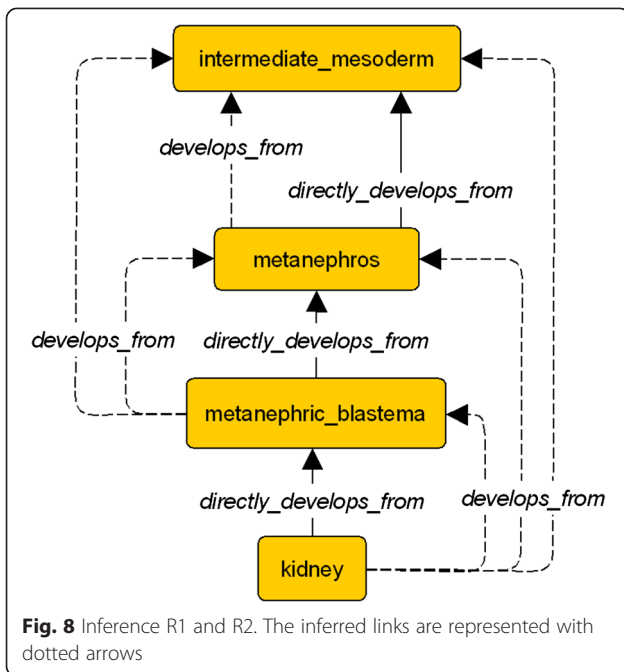 intermediate_mesoderm
develops_from
directly_develops_from
metanephros
develops_from
directly_develops_from
metanephric_blastema
directly_develops_from
develops_from
kidney
Fig. 8 Inference R1 and R2. The inferred links are represented with
dotted arrows